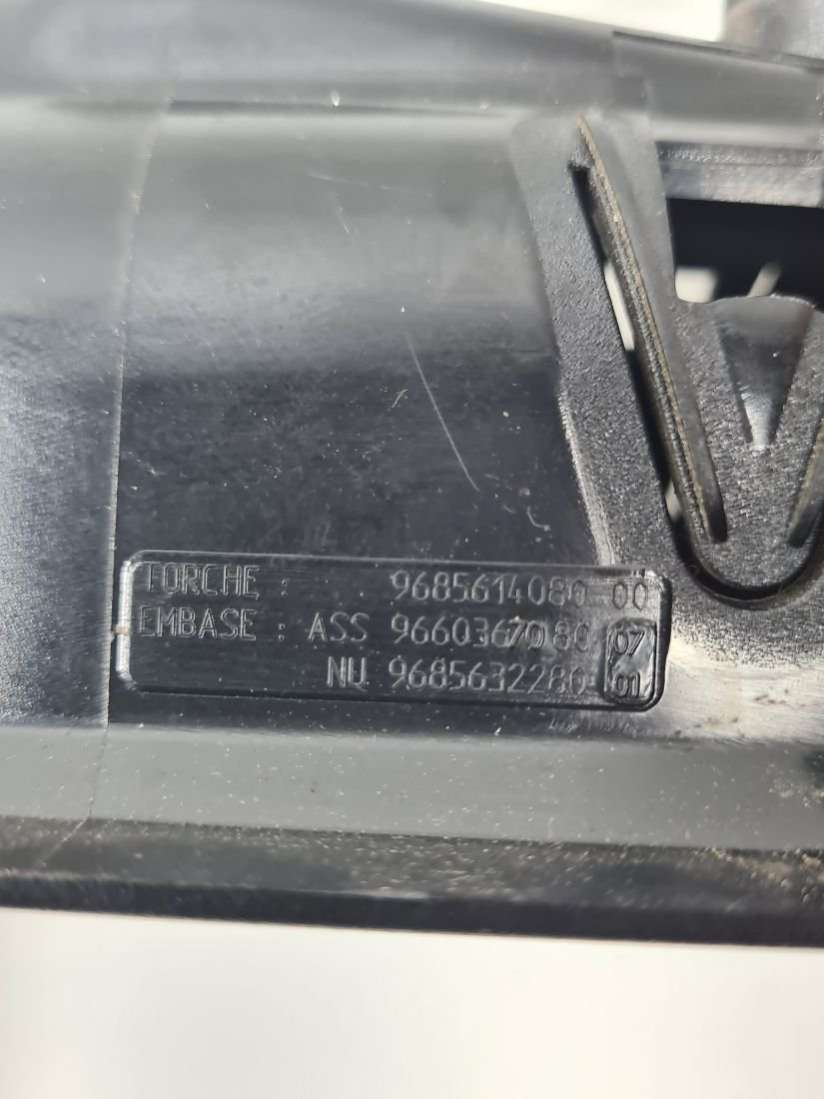 TORCHE : 9685614080 00
EMBASE : ASS 9660367080 07
NU 9685632280 01